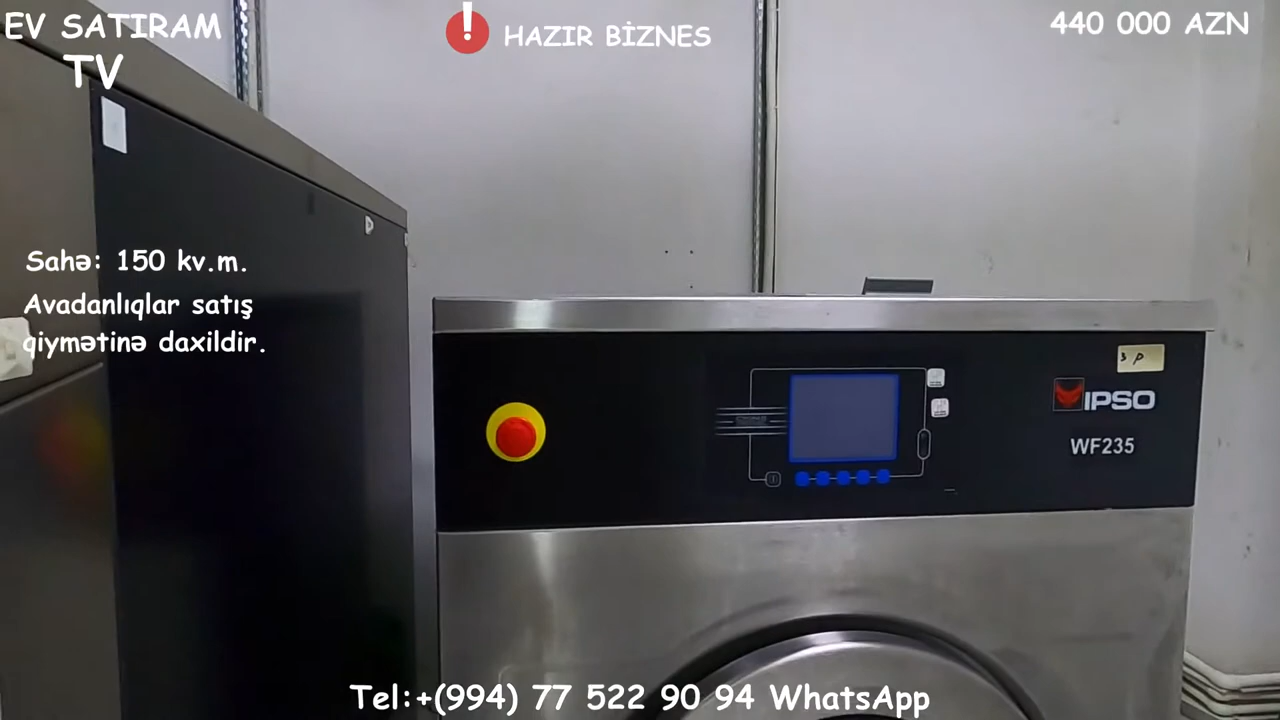 EV SATIRAM
TV
! HAZIR BİZNES
440 000 AZN
Sahə: 150 kv.m.
Avadanlıqlar satış
qiymətinə daxildir.
3 P
IPSO
WF235
Tel:+(994) 77 522 90 94 WhatsApp